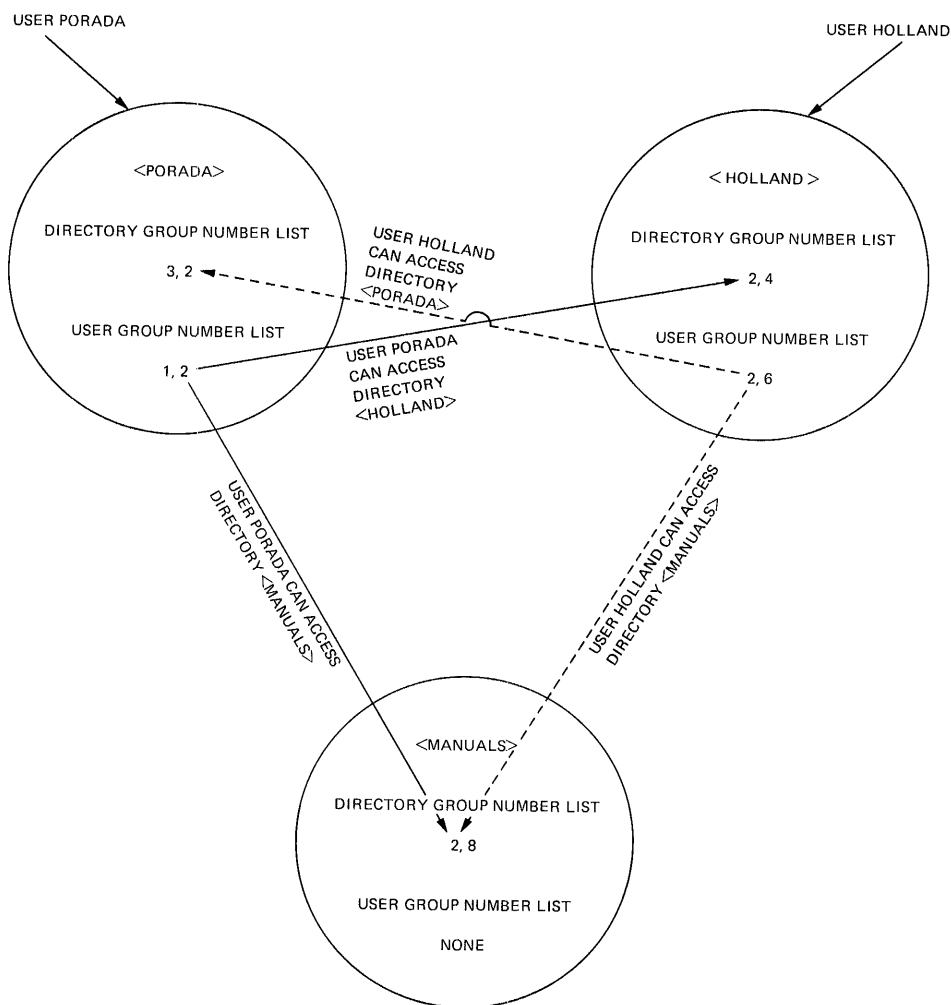 USER PORADA
USER HOLLAND
<PORADA>
DIRECTORY GROUP NUMBER LIST
3, 2
USER GROUP NUMBER LIST
1, 2
< HOLLAND >
DIRECTORY GROUP NUMBER LIST
2, 4
USER GROUP NUMBER LIST
2, 6
USER HOLLAND
CAN ACCESS
DIRECTORY
<PORADA>
USER PORADA
CAN ACCESS
DIRECTORY
<HOLLAND>
USER PORADA CAN ACCESS
DIRECTORY <MANUALS>
USER HOLLAND CAN ACCESS
DIRECTORY <MANUALS>
<MANUALS>
DIRECTORY GROUP NUMBER LIST
2, 8
USER GROUP NUMBER LIST
NONE